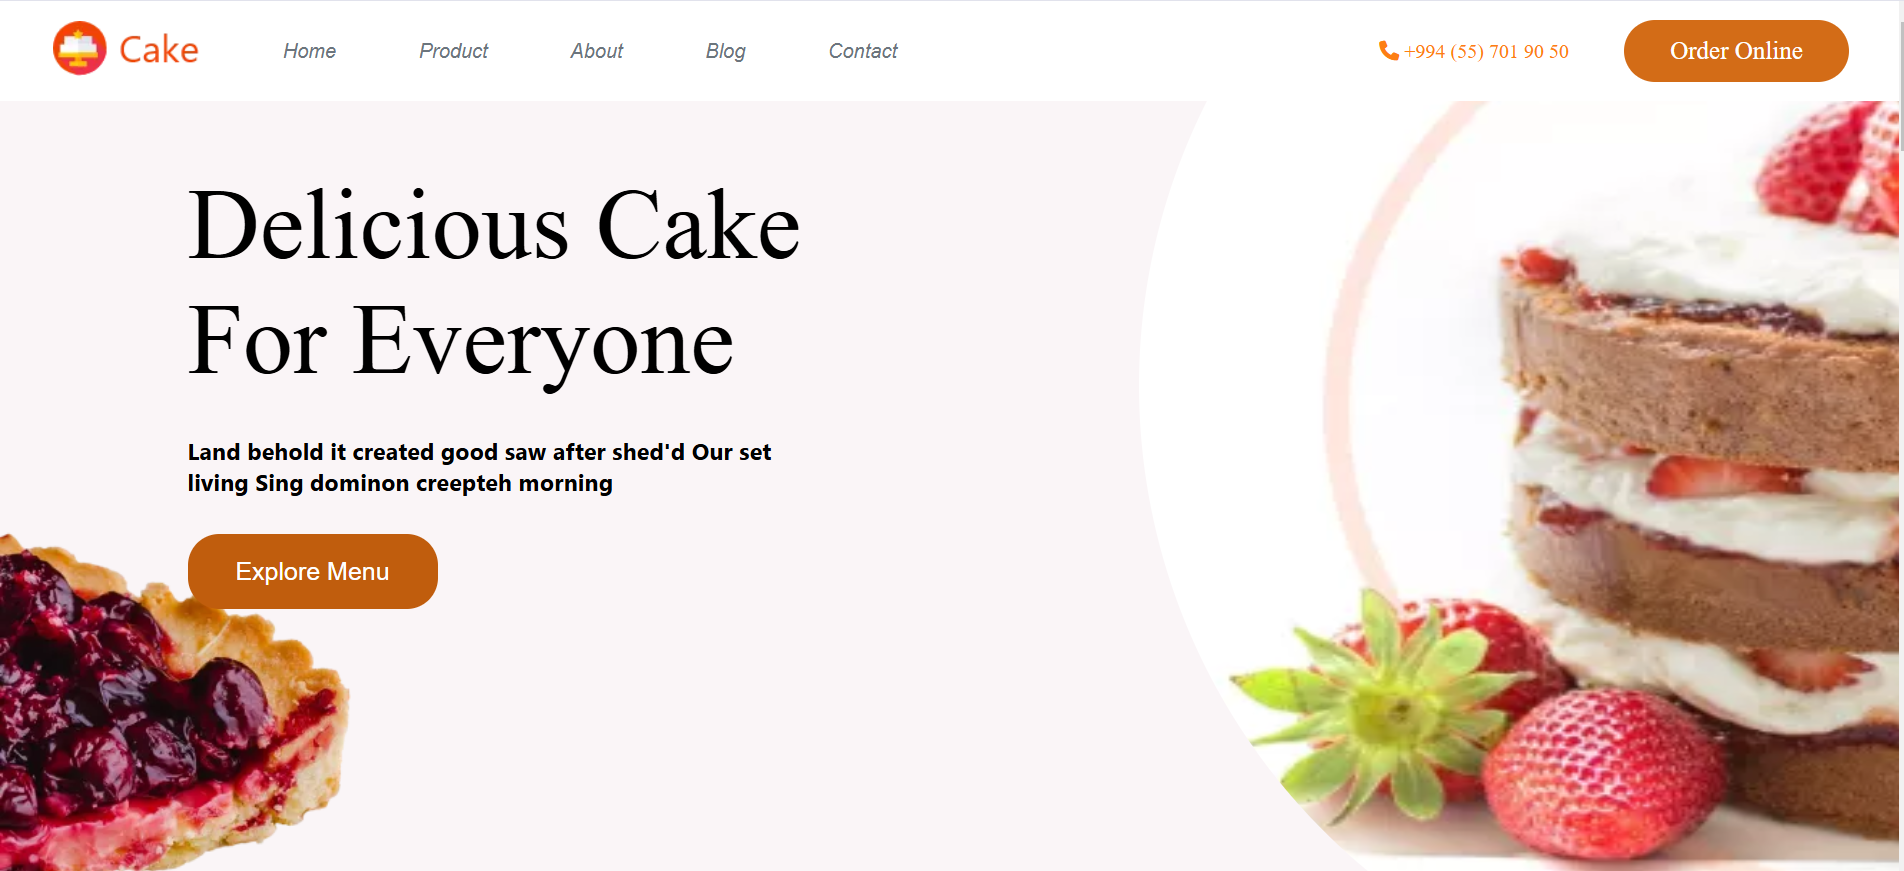 Cake
Home
Product
About
Blog
Contact
+994 (55) 701 90 50
Order Online
Delicious Cake
For Everyone
Land behold it created good saw after shed'd Our set
living Sing dominon creepteh morning
Explore Menu